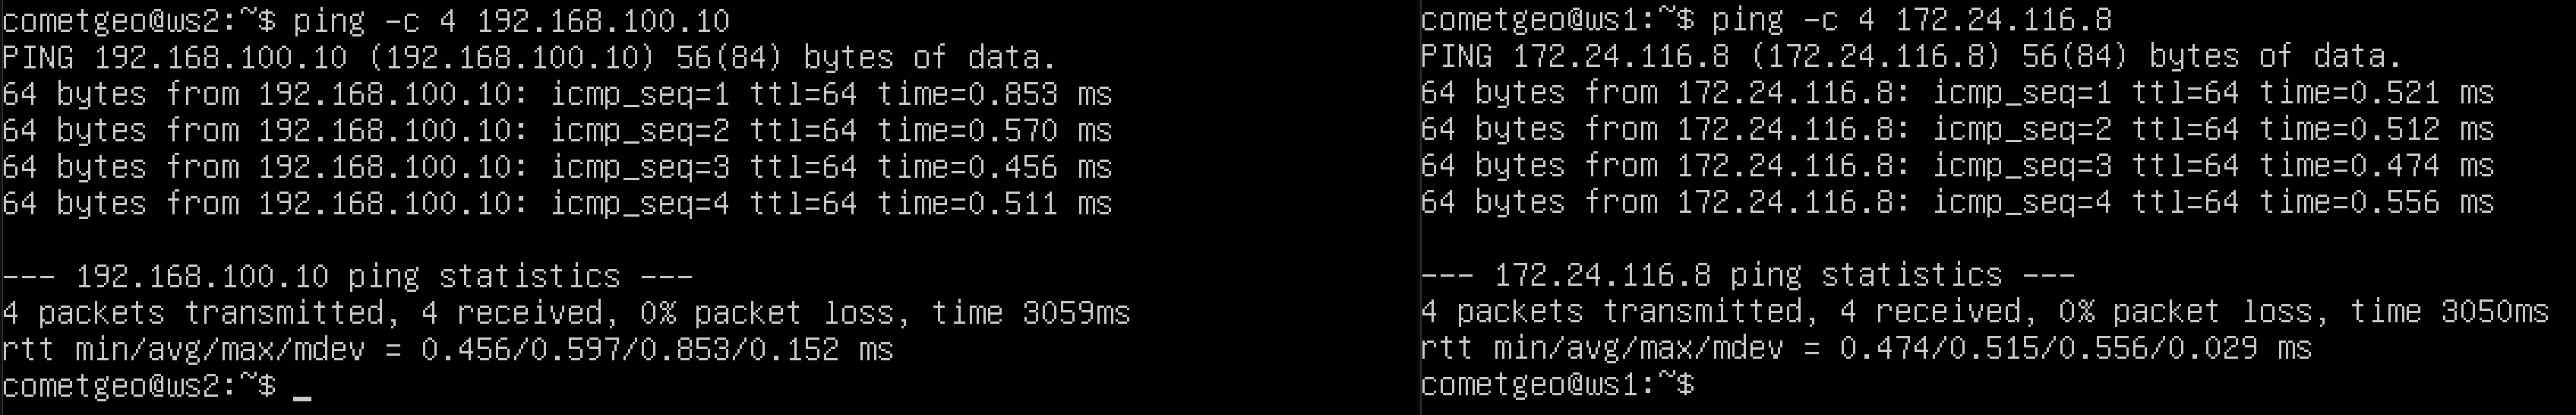 cometgeo@ws2:~$ ping -c 4 192.168.100.10
PING 192.168.100.10 (192.168.100.10) 56(84) bytes of data.
64 bytes from 192.168.100.10: icmp_seq=1 ttl=64 time=0.853 ms
64 bytes from 192.168.100.10: icmp_seq=2 ttl=64 time=0.570 ms
64 bytes from 192.168.100.10: icmp_seq=3 ttl=64 time=0.456 ms
64 bytes from 192.168.100.10: icmp_seq=4 ttl=64 time=0.511 ms
--- 192.168.100.10 ping statistics ---
4 packets transmitted, 4 received, 0% packet loss, time 3059ms
rtt min/avg/max/mdev = 0.456/0.597/0.853/0.152 ms
cometgeo@ws2:~$ _
cometgeo@ws1:~$ ping -c 4 172.24.116.8
PING 172.24.116.8 (172.24.116.8) 56(84) bytes of data.
64 bytes from 172.24.116.8: icmp_seq=1 ttl=64 time=0.521 ms
64 bytes from 172.24.116.8: icmp_seq=2 ttl=64 time=0.512 ms
64 bytes from 172.24.116.8: icmp_seq=3 ttl=64 time=0.474 ms
64 bytes from 172.24.116.8: icmp_seq=4 ttl=64 time=0.556 ms
--- 172.24.116.8 ping statistics ---
4 packets transmitted, 4 received, 0% packet loss, time 3050ms
rtt min/avg/max/mdev = 0.474/0.515/0.556/0.029 ms
cometgeo@ws1:~$